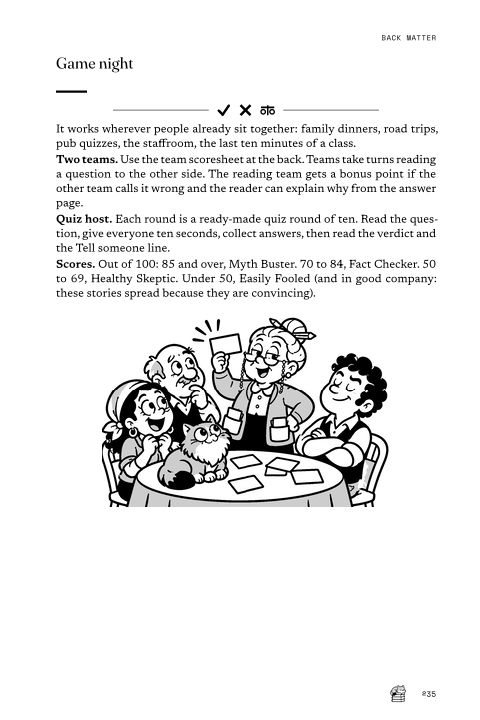 BACK MATTER
Game night
It works wherever people already sit together: family dinners, road trips,
pub quizzes, the staffroom, the last ten minutes of a class.
Two teams. Use the team scoresheet at the back. Teams take turns reading
a question to the other side. The reading team gets a bonus point if the
other team calls it wrong and the reader can explain why from the answer
page.
Quiz host. Each round is a ready-made quiz round of ten. Read the ques-
tion, give everyone ten seconds, collect answers, then read the verdict and
the Tell someone line.
Scores. Out of 100: 85 and over, Myth Buster. 70 to 84, Fact Checker. 50
to 69, Healthy Skeptic. Under 50, Easily Fooled (and in good company:
these stories spread because they are convincing).
235